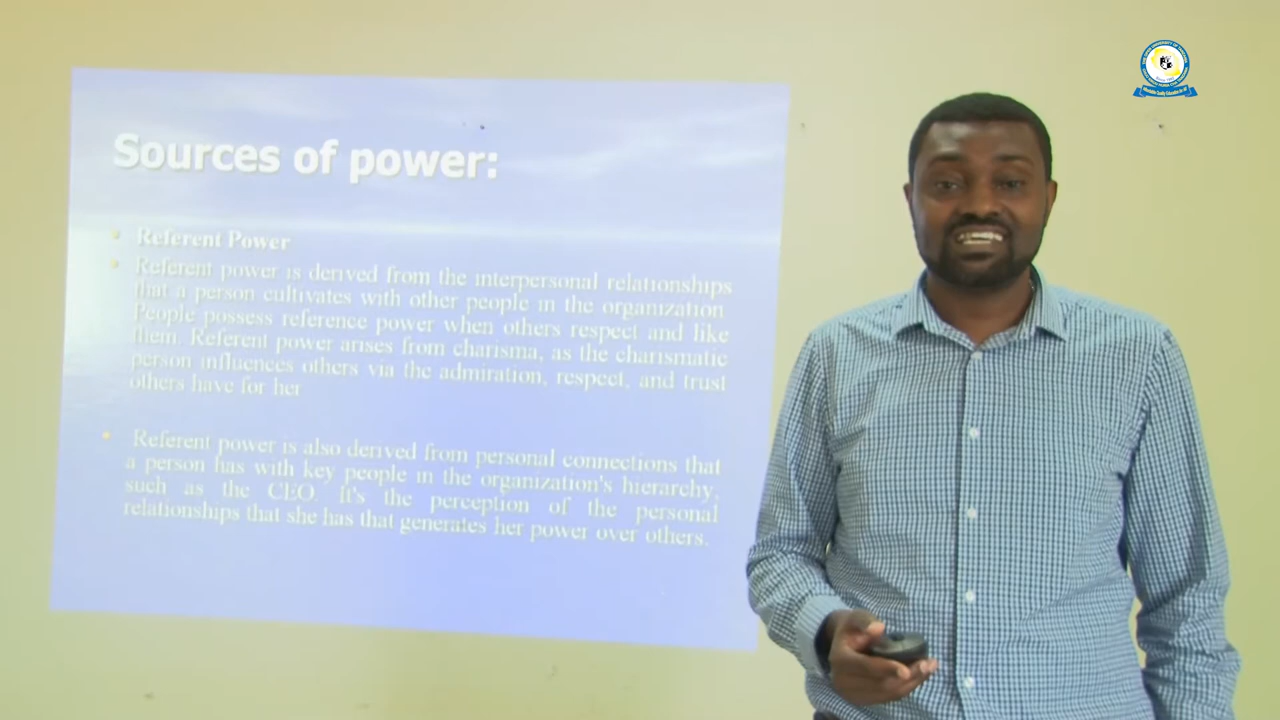 Sources of power:
Referent Power
Referent power is derived from the interpersonal relationships
that a person cultivates with other people in the organization
People possess reference power when others respect and like
them. Referent power arises from charisma, as the charismatic
person influences others via the admiration, respect, and trust
others have for her
Referent power is also derived from personal connections that
a person has with key people in the organization's hierarchy,
such as the CEO. It's the perception of the personal
relationships that she has that generates her power over others.